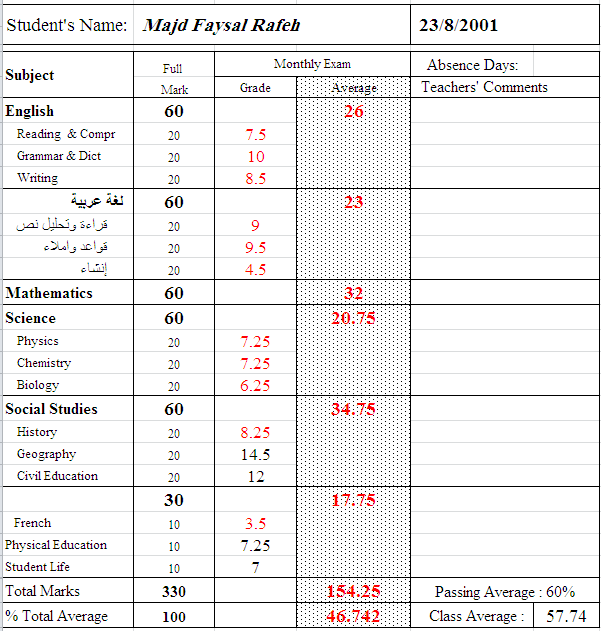 Student's Name: Majd Faysal Rafeh 23/8/2001
Subject Full Mark Monthly Exam Absence Days:
Grade Average Teachers' Comments
English 60 26
Reading & Compr 20 7.5
Grammar & Dict 20 10
Writing 20 8.5
لغة عربية 60 23
قراءة وتحليل نص 20 9
قواعد واملاء 20 9.5
إنشاء 20 4.5
Mathematics 60 32
Science 60 20.75
Physics 20 7.25
Chemistry 20 7.25
Biology 20 6.25
Social Studies 60 34.75
History 20 8.25
Geography 20 14.5
Civil Education 20 12
30 17.75
French 10 3.5
Physical Education 10 7.25
Student Life 10 7
Total Marks 330 154.25 Passing Average : 60%
% Total Average 100 46.742 Class Average : 57.74